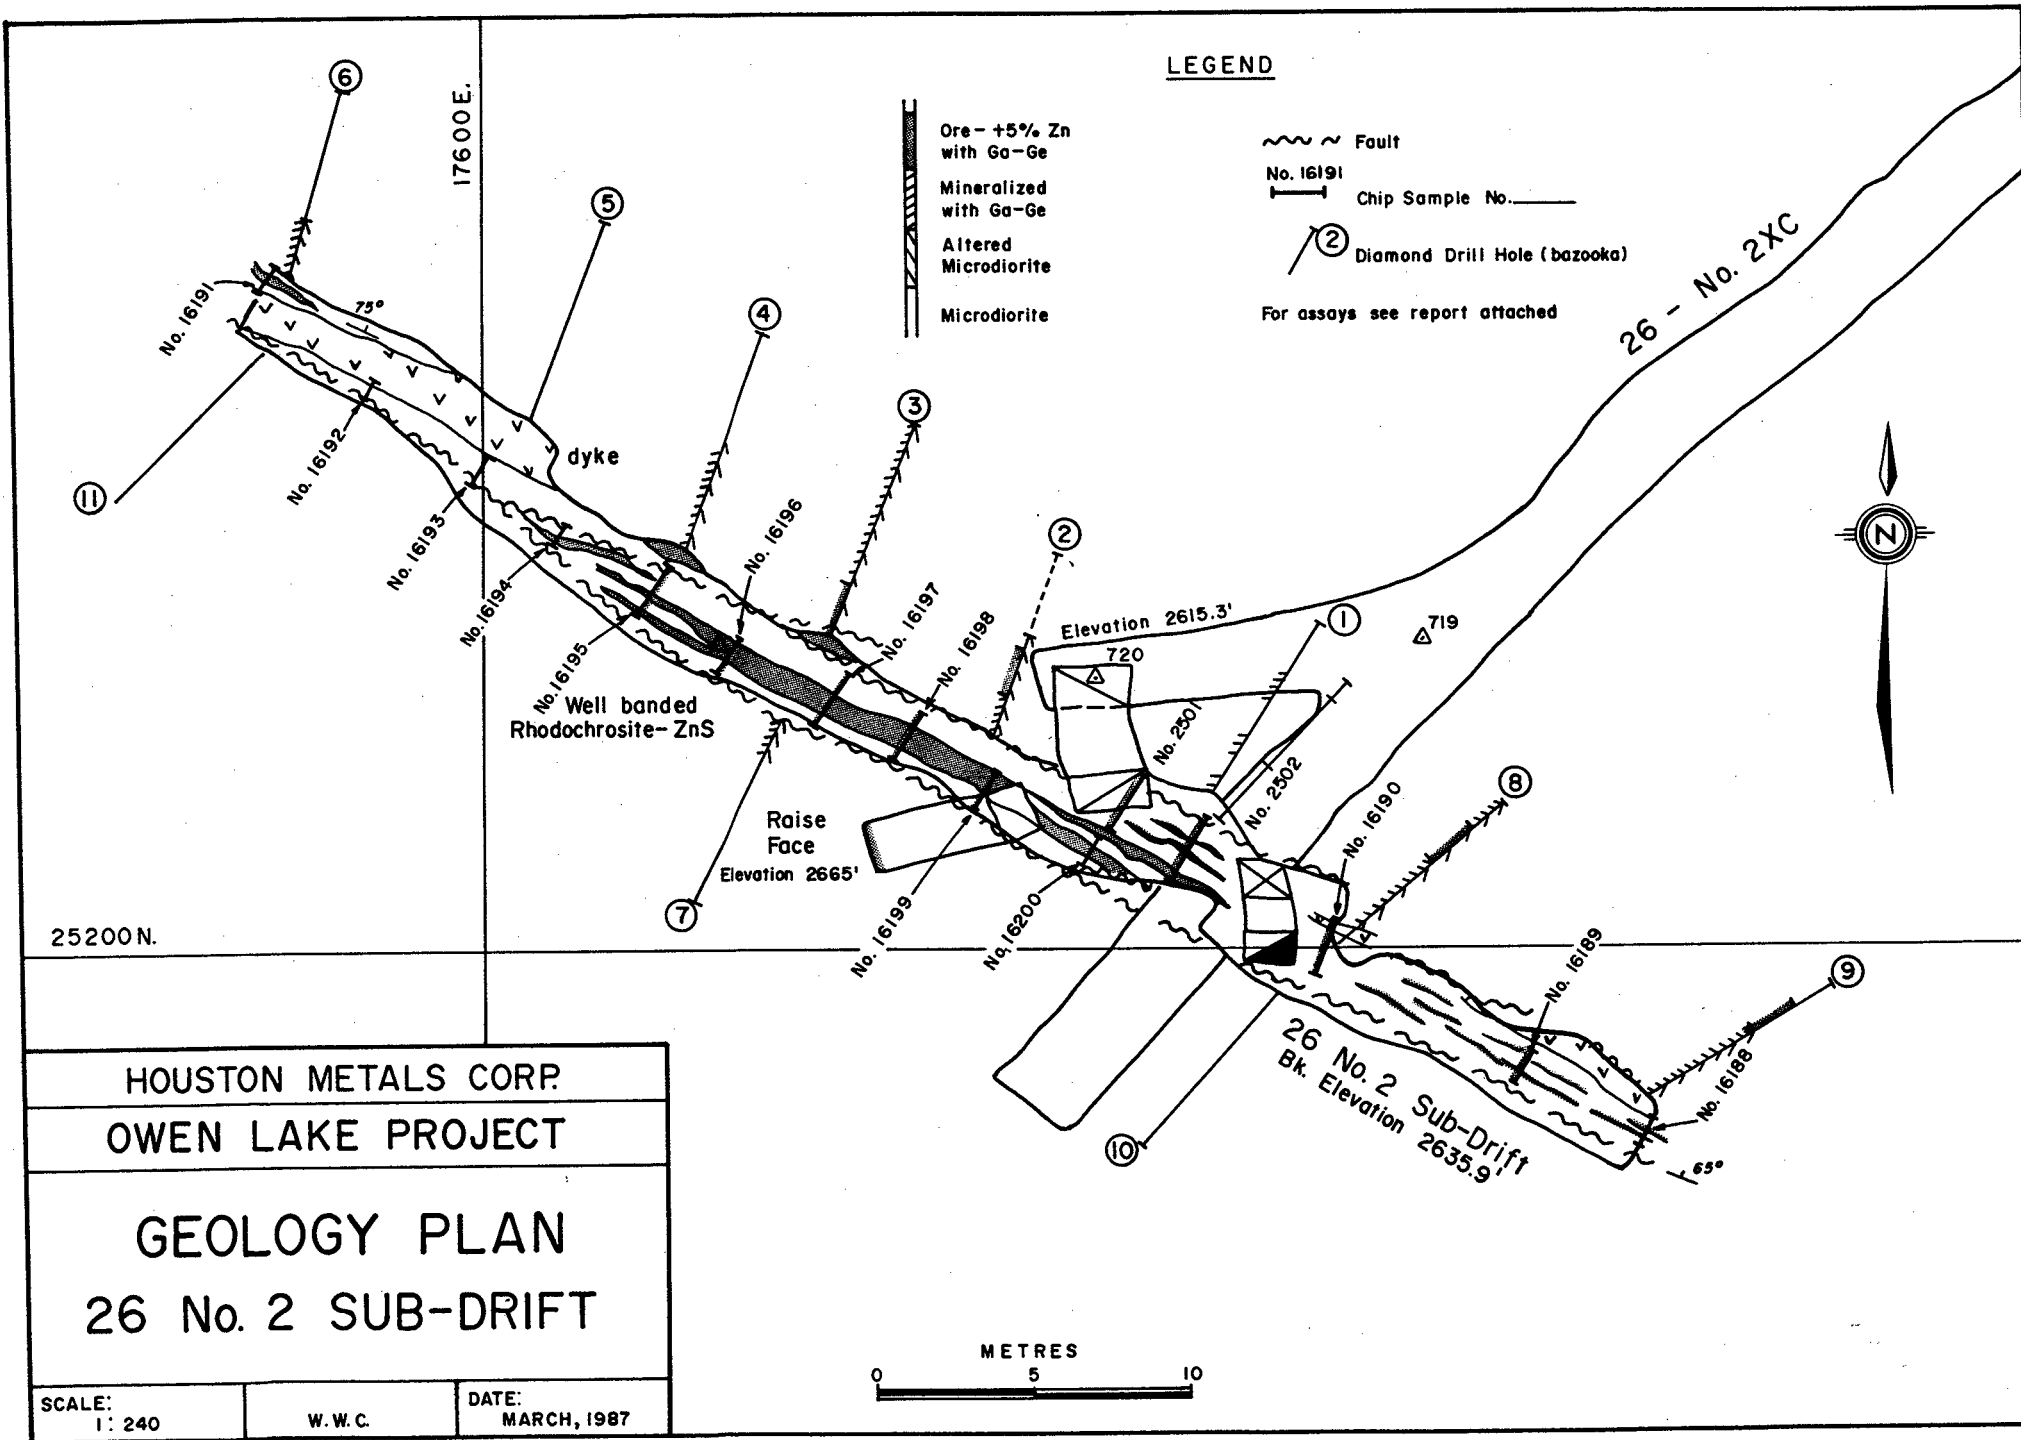 LEGEND
Ore - +5% Zn
with Ga-Ge
Mineralized
with Ga-Ge
Altered
Microdiorite
Microdiorite
Fault
No. 16191
Chip Sample No.
2
Diamond Drill Hole (bazooka)
For assays see report attached
17600E.
25200N.
26 - No. 2XC
N
6
5
4
3
2
1
8
9
7
10
11
No. 16191
75°
No. 16192
No. 16193
dyke
No. 16194
No. 16195
No. 16196
No. 16197
No. 16198
Elevation 2615.3'
720
719
No. 2501
No. 2502
No. 16190
Well banded
Rhodochrosite-ZnS
Raise
Face
Elevation 2665'
No. 16199
No. 16200
No. 16189
No. 16188
65°
26 No. 2 Sub-Drift
Bk. Elevation 2635.9'
HOUSTON METALS CORP.
OWEN LAKE PROJECT
GEOLOGY PLAN
26 No. 2 SUB-DRIFT
SCALE:
1:240
W.W.C.
DATE:
MARCH, 1987
METRES
0 5 10